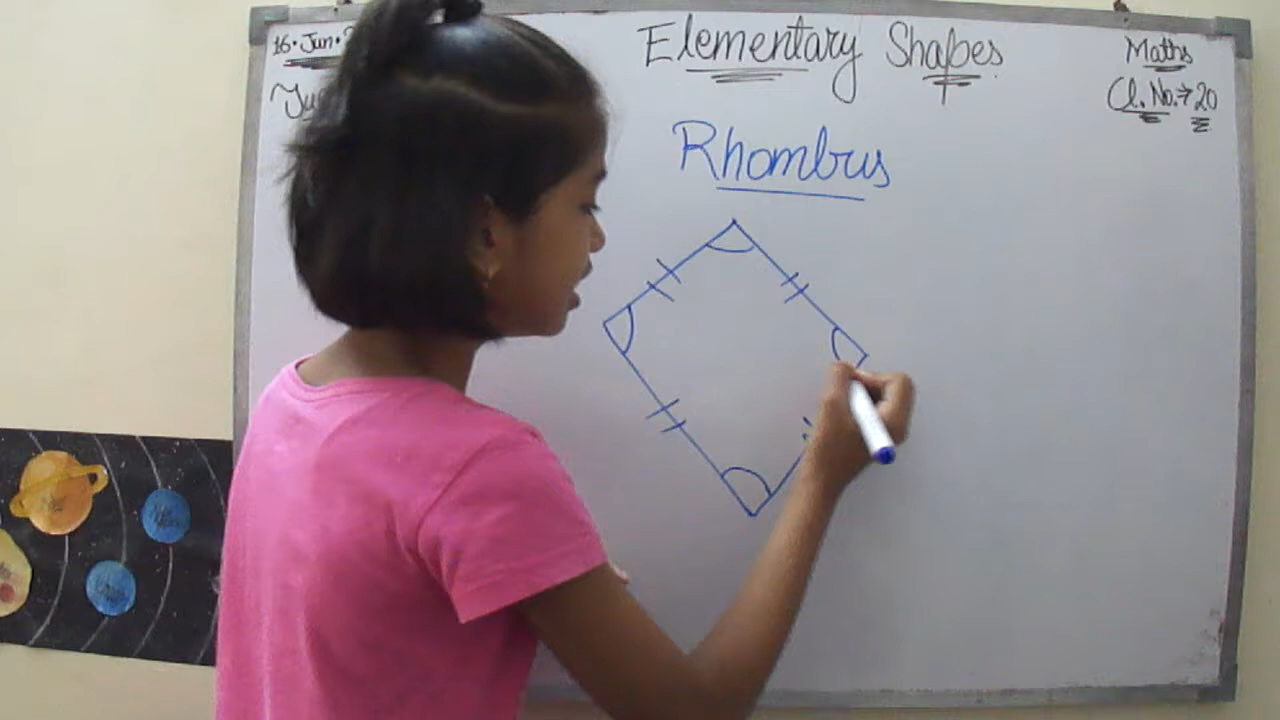 16. Jun.
Elementary Shapes
Maths
Cl. No. → 20
Rhombus